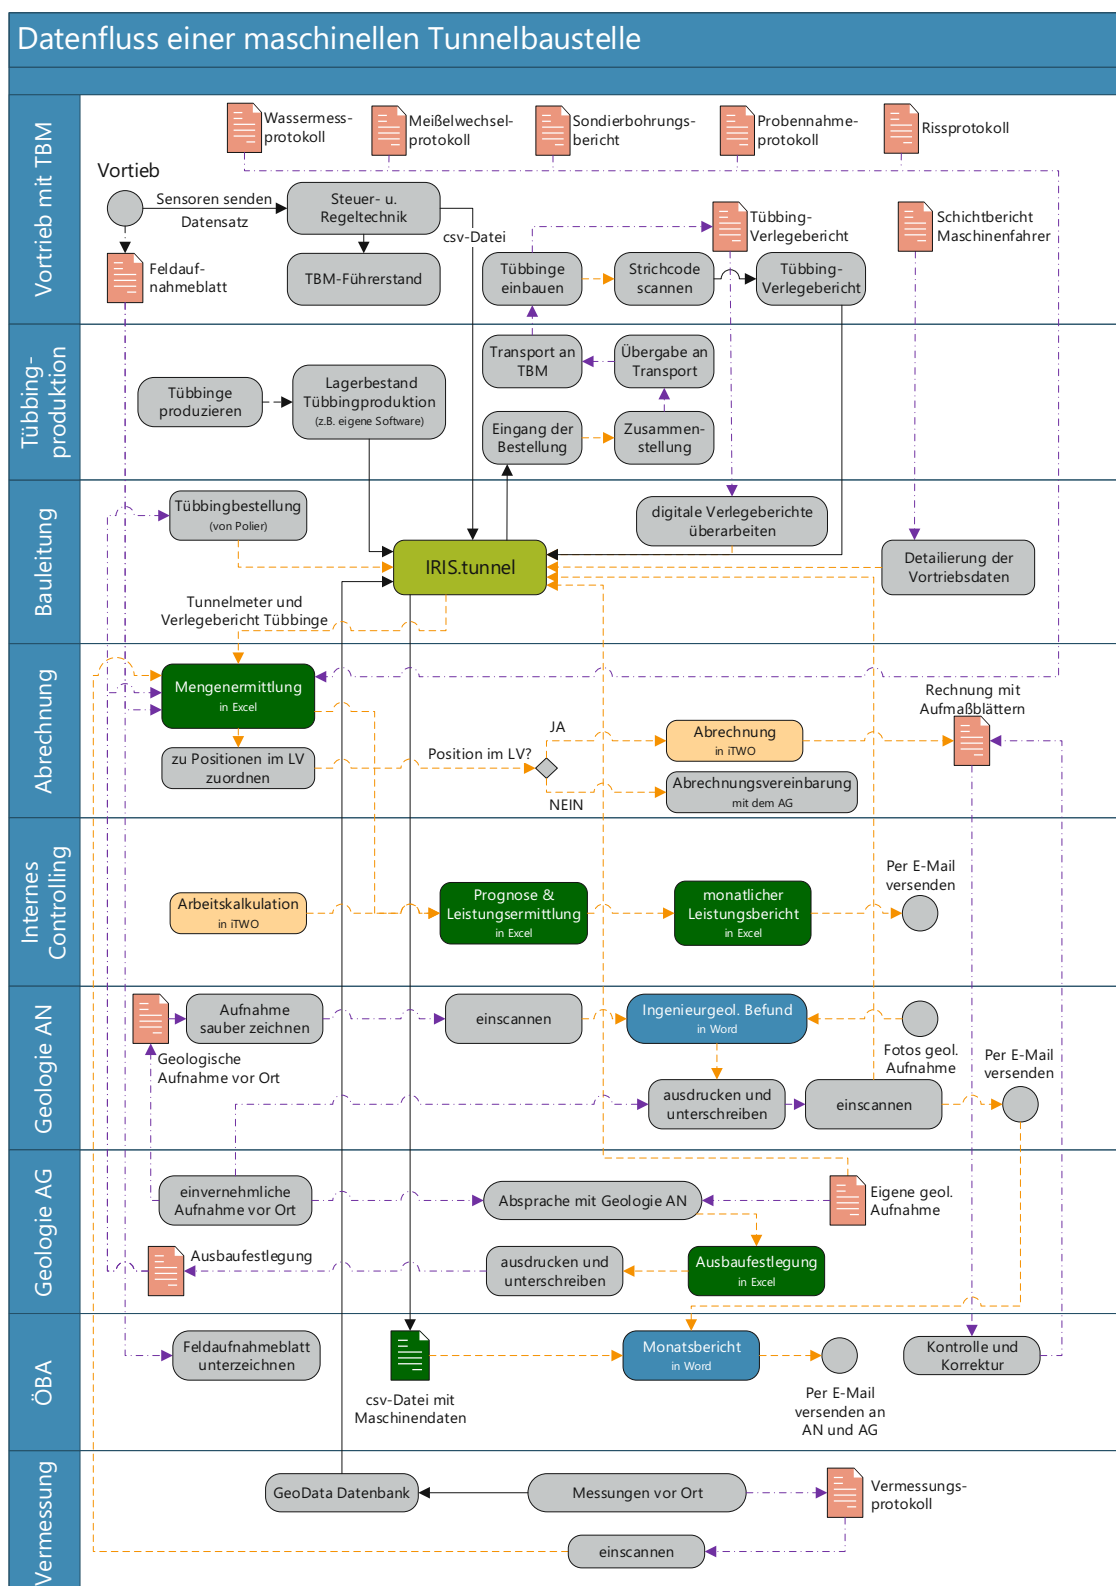 Datenfluss einer maschinellen Tunnelbaustelle
Vortrieb mit TBM
Wassermess-
protokoll
Meißelwechsel-
protokoll
Sondierbohrungs-
bericht
Probennahme-
protokoll
Rissprotokoll
Vortieb
Sensoren senden
Datensatz
Steuer- u.
Regeltechnik
csv-Datei
Tübbing-
Verlegebericht
Schichtbericht
Maschinenfahrer
Feldauf-
nahmeblatt
TBM-Führerstand
Tübbinge
einbauen
Strichcode
scannen
Tübbing-
Verlegebericht
Tübbing-
produktion
Transport an
TBM
Übergabe an
Transport
Tübbinge
produzieren
Lagerbestand
Tübbingproduktion
(z.B. eigene Software)
Eingang der
Bestellung
Zusammen-
stellung
Bauleitung
Tübbingbestellung
(von Polier)
digitale Verlegeberichte
überarbeiten
IRIS.tunnel
Detailierung der
Vortriebsdaten
Tunnelmeter und
Verlegebericht Tübbinge
Abrechnung
Mengenermittlung
in Excel
Rechnung mit
Aufmaßblättern
JA
Abrechnung
in iTWO
zu Positionen im LV
zuordnen
Position im LV?
NEIN
Abrechnungsvereinbarung
mit dem AG
Internes
Controlling
Per E-Mail
versenden
Arbeitskalkulation
in iTWO
Prognose &
Leistungsermittlung
in Excel
monatlicher
Leistungsbericht
in Excel
Geologie AN
Aufnahme
sauber zeichnen
einscannen
Ingenieurgeol. Befund
in Word
Fotos geol.
Aufnahme
Geologische
Aufnahme vor Ort
Per E-Mail
versenden
ausdrucken und
unterschreiben
einscannen
Geologie AG
einvernehmliche
Aufnahme vor Ort
Absprache mit Geologie AN
Eigene geol.
Aufnahme
Ausbaufestlegung
ausdrucken und
unterschreiben
Ausbaufestlegung
in Excel
ÖBA
Feldaufnahmeblatt
unterzeichnen
csv-Datei mit
Maschinendaten
Monatsbericht
in Word
Per E-Mail
versenden an
AN und AG
Kontrolle und
Korrektur
Vermessung
GeoData Datenbank
Messungen vor Ort
Vermessungs-
protokoll
einscannen